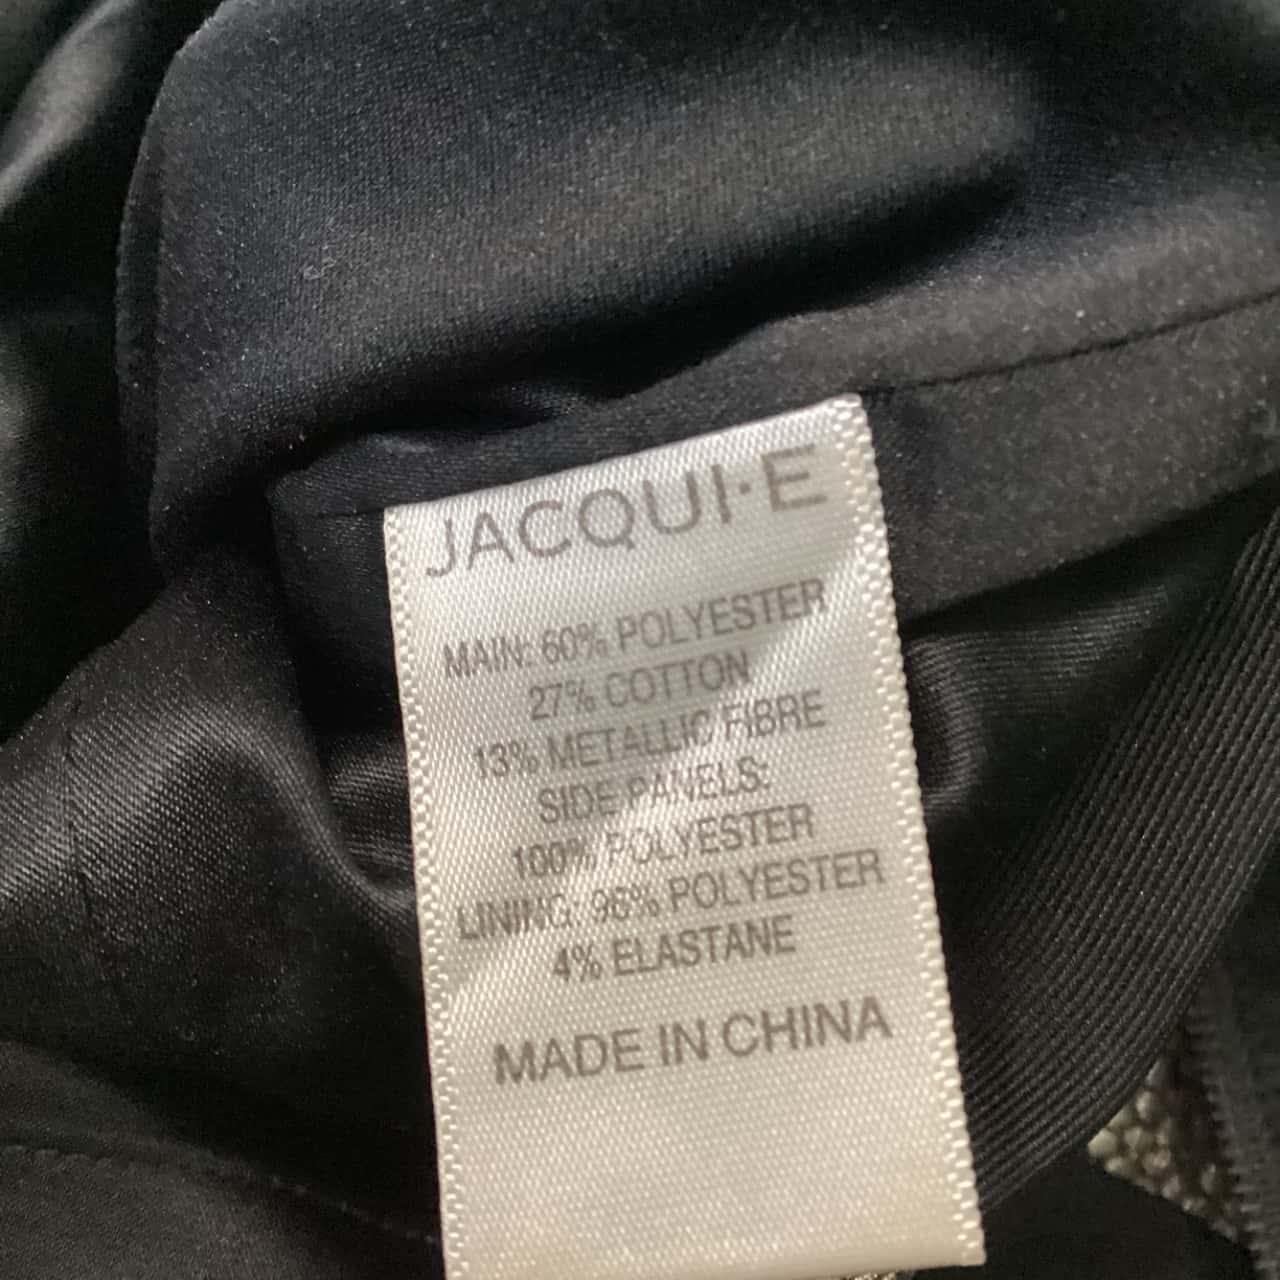 JACQUI·E
MAIN: 60% POLYESTER
27% COTTON
13% METALLIC FIBRE
SIDE PANELS:
100% POLYESTER
LINING: 96% POLYESTER
4% ELASTANE
MADE IN CHINA